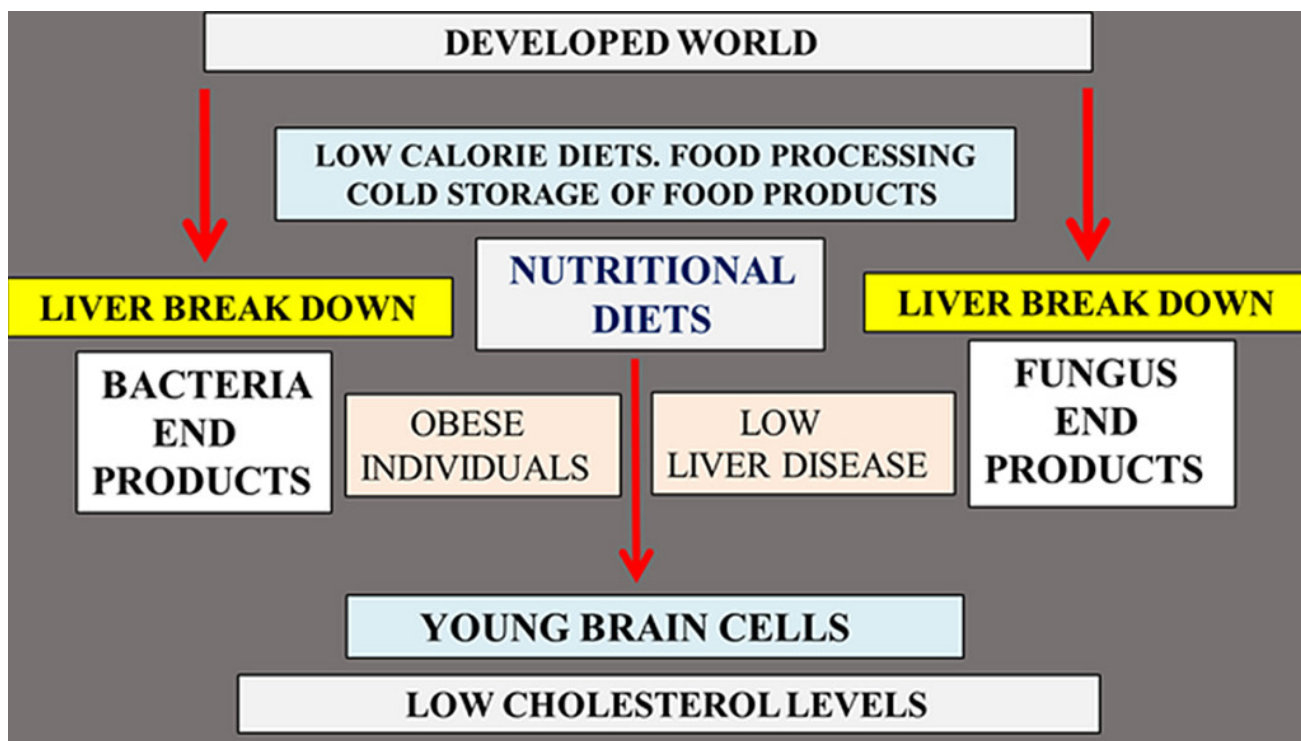 DEVELOPED WORLD
LOW CALORIE DIETS. FOOD PROCESSING
COLD STORAGE OF FOOD PRODUCTS
NUTRITIONAL
DIETS
LIVER BREAK DOWN
LIVER BREAK DOWN
BACTERIA
END
PRODUCTS
OBESE
INDIVIDUALS
LOW
LIVER DISEASE
FUNGUS
END
PRODUCTS
YOUNG BRAIN CELLS
LOW CHOLESTEROL LEVELS